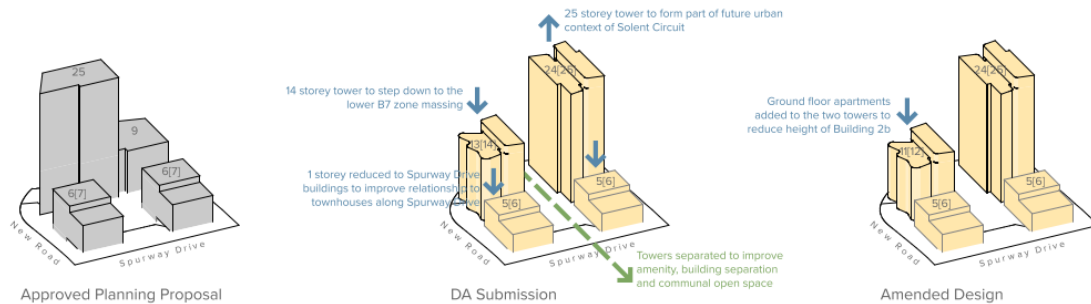 25
9
6[7]
6[7]
New Road
Spurway Drive
Approved Planning Proposal
25 storey tower to form part of future urban
context of Solent Circuit
14 storey tower to step down to the
lower B7 zone massing
24[25]
13[14]
1 storey reduced to Spurway Drive
buildings to improve relationship to
townhouses along Spurway Drive
5[6]
5[6]
New Road
Spurway Drive
Towers separated to improve
amenity, building separation
and communal open space
DA Submission
Ground floor apartments
added to the two towers to
reduce height of Building 2b
24[25]
11[12]
5[6]
5[6]
New Road
Spurway Drive
Amended Design